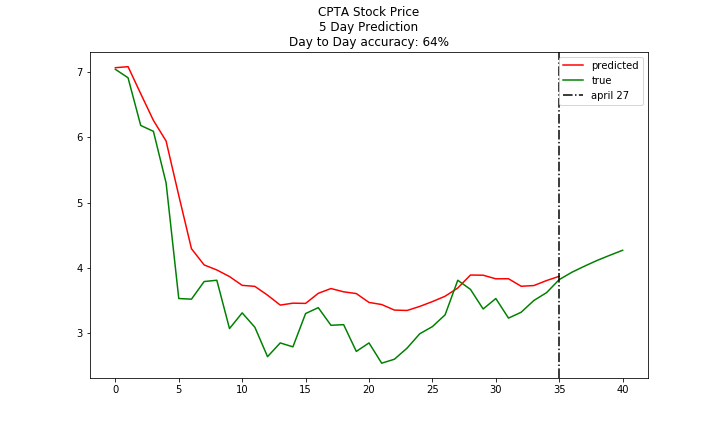 CPTA Stock Price
5 Day Prediction
Day to Day accuracy: 64%
predicted
true
april 27
7
6
5
4
3
0 5 10 15 20 25 30 35 40